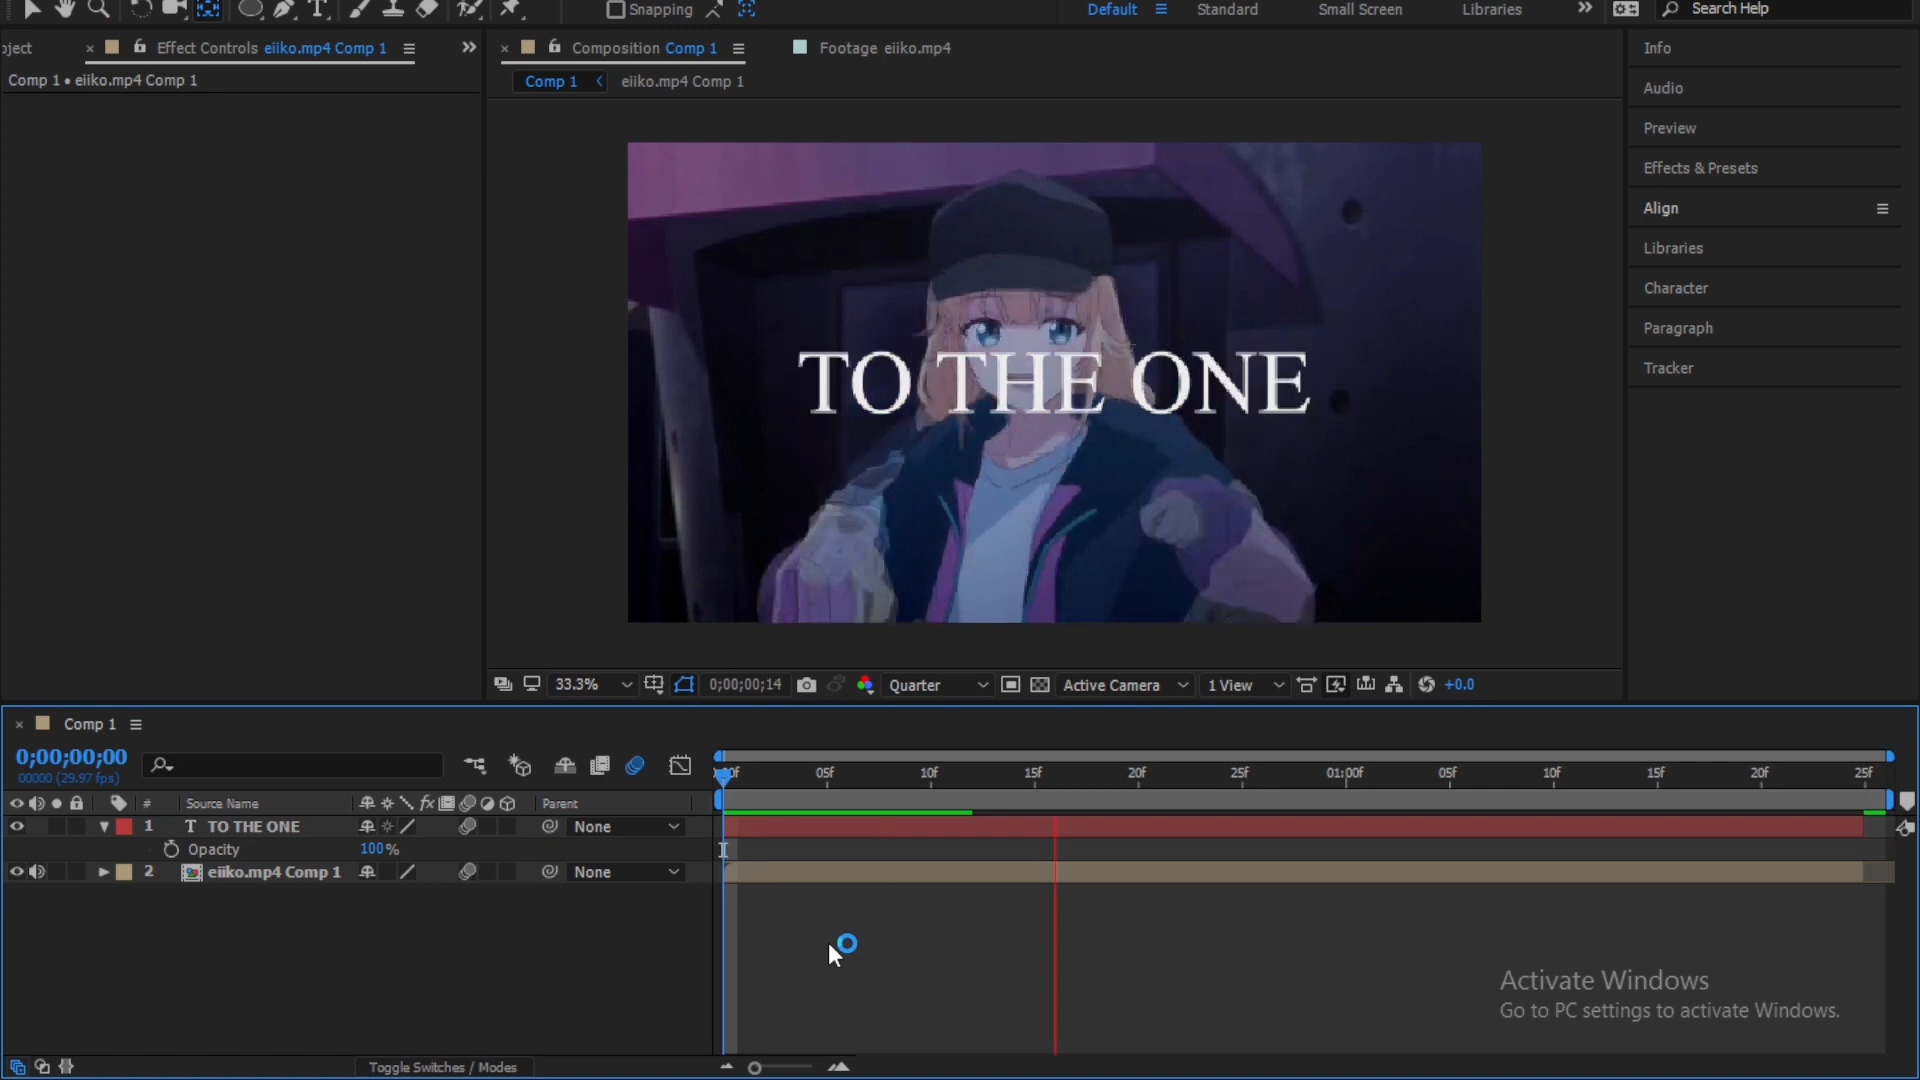 Snapping
Default
Standard
Small Screen
Libraries
Search Help
oject
Effect Controls eiiko.mp4 Comp 1
Composition Comp 1
Footage eiiko.mp4
Info
Comp 1 • eiiko.mp4 Comp 1
Comp 1
eiiko.mp4 Comp 1
Audio
Preview
Effects & Presets
Align
Libraries
Character
Paragraph
Tracker
TO THE ONE
33.3%
0;00;00;14
Quarter
Active Camera
1 View
+0.0
Comp 1
0;00;00;00
00000 (29.97 fps)
05f
10f
15f
20f
25f
01:00f
05f
10f
15f
20f
25f
#
Source Name
fx
Parent
1
T
TO THE ONE
None
Opacity
100%
2
eiiko.mp4 Comp 1
None
Activate Windows
Go to PC settings to activate Windows.
Toggle Switches / Modes